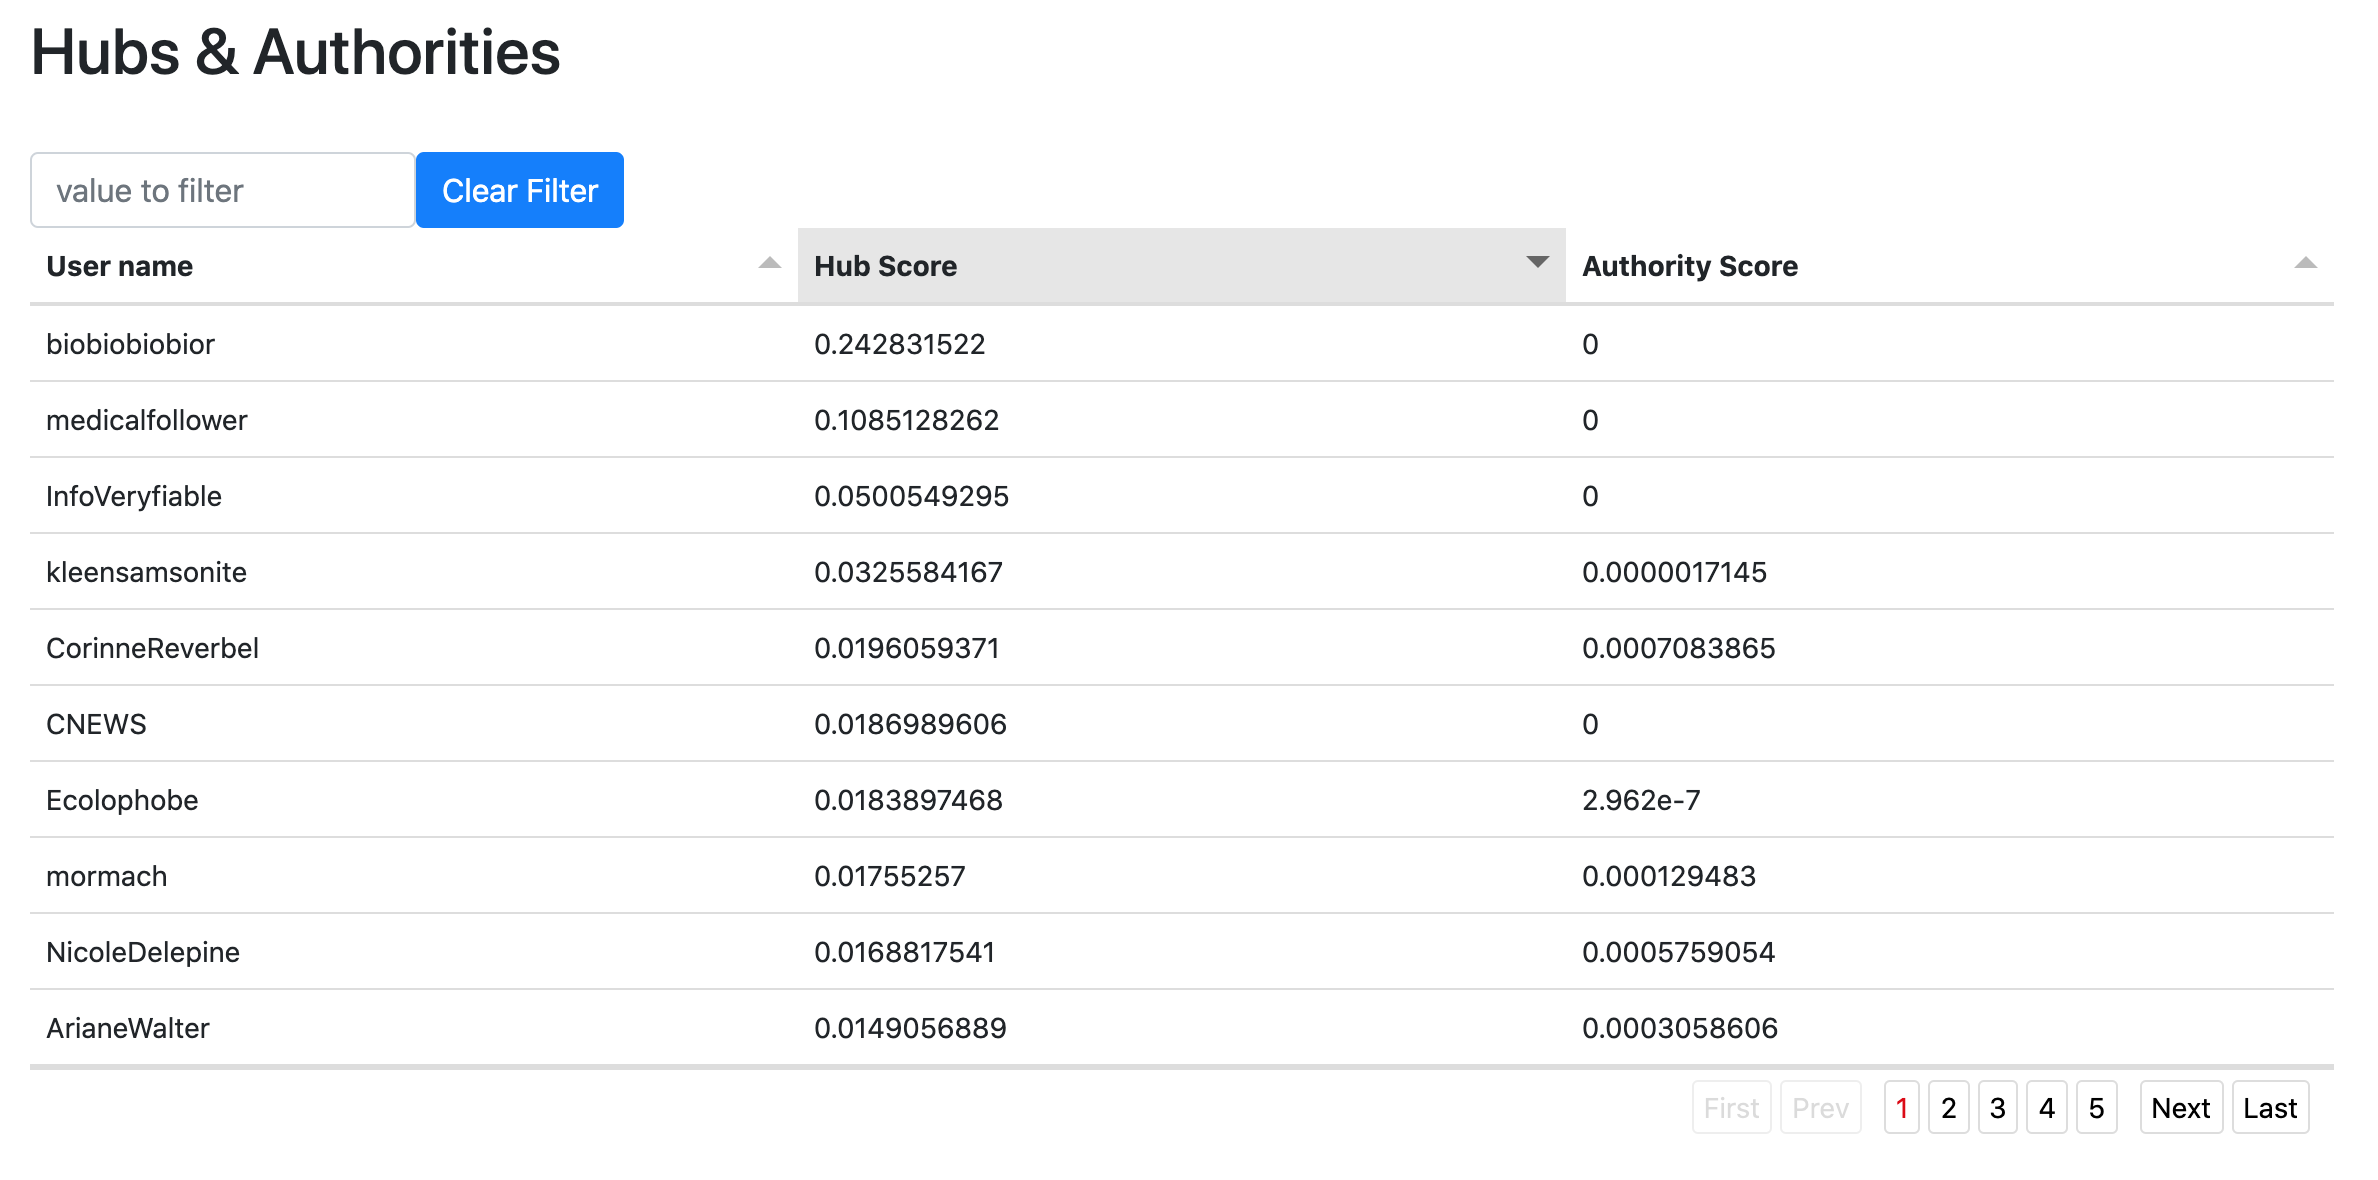 Hubs & Authorities
value to filter Clear Filter
User name Hub Score Authority Score
biobiobiobior 0.242831522 0
medicalfollower 0.1085128262 0
InfoVeryfiable 0.0500549295 0
kleensamsonite 0.0325584167 0.0000017145
CorinneReverbel 0.0196059371 0.0007083865
CNEWS 0.0186989606 0
Ecolophobe 0.0183897468 2.962e-7
mormach 0.01755257 0.000129483
NicoleDelepine 0.0168817541 0.0005759054
ArianeWalter 0.0149056889 0.0003058606
First Prev 1 2 3 4 5 Next Last